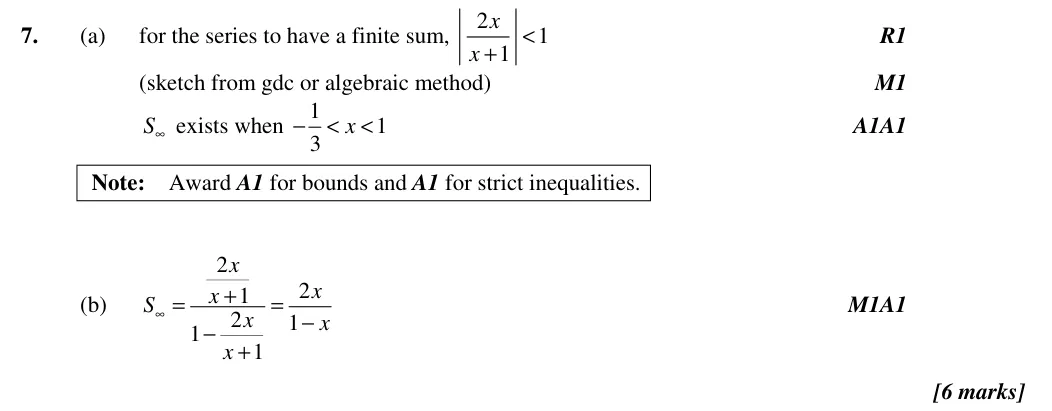 7. (a) for the series to have a finite sum, |2x/(x+1)| < 1 R1
(sketch from gdc or algebraic method) M1
S∞ exists when −1/3 < x < 1 A1A1
Note: Award A1 for bounds and A1 for strict inequalities.
(b) S∞ = (2x/(x+1))/(1−2x/(x+1)) = 2x/(1−x) M1A1
[6 marks]